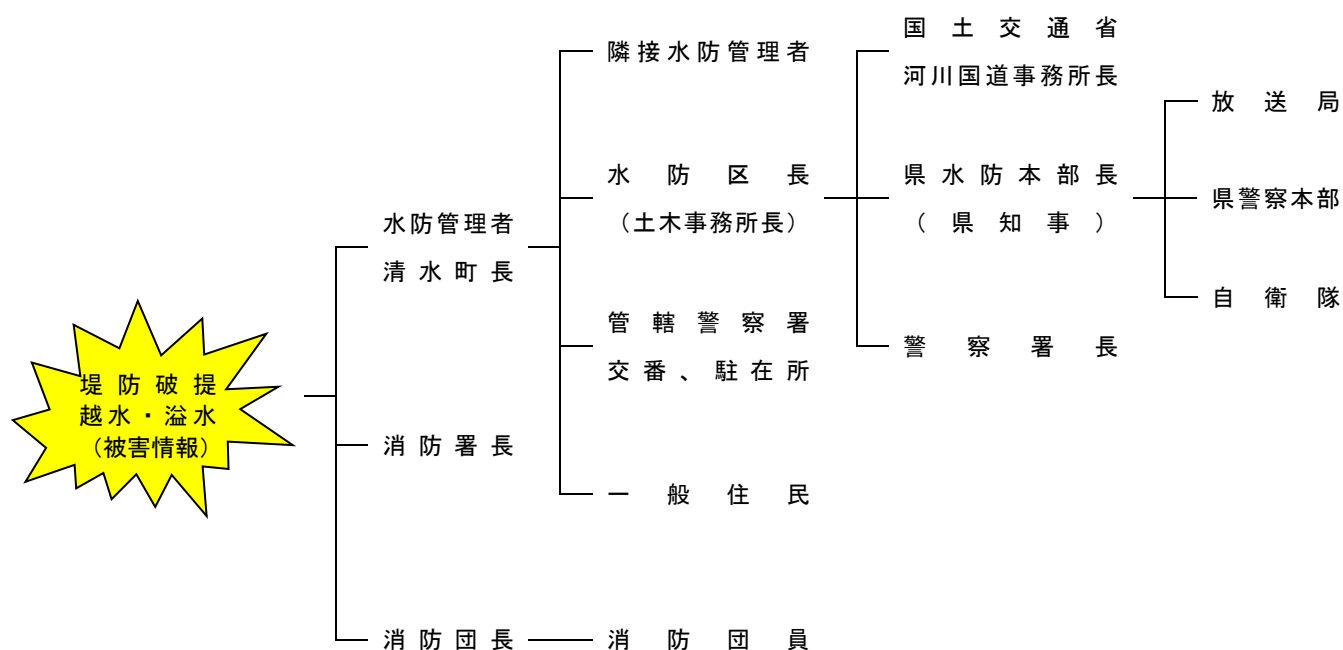 堤防破提
越水・溢水
（被害情報）
水防管理者
清水町長
消防署長
消防団長
隣接水防管理者
水防区長
（土木事務所長）
管轄警察署
交番、駐在所
一般住民
消防団員
国土交通省
河川国道事務所長
県水防本部長
（県知事）
警察署長
放送局
県警察本部
自衛隊